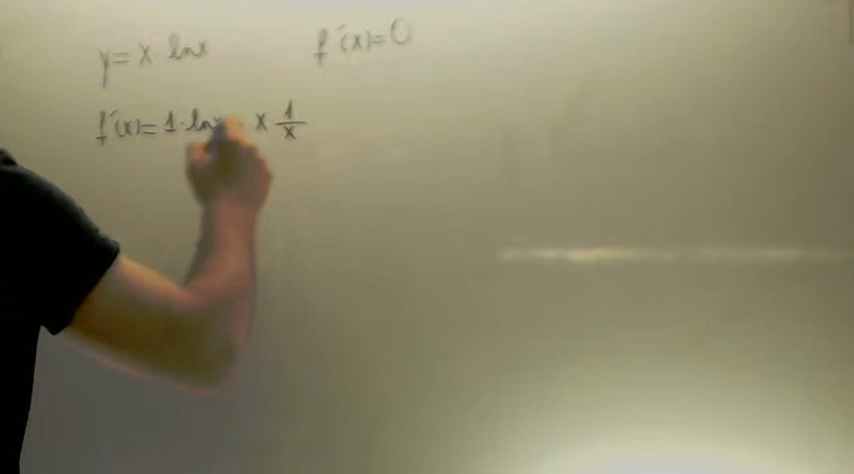 y = x lnx
f'(x) = 0
f'(x) = 1 · lnx x 1/x